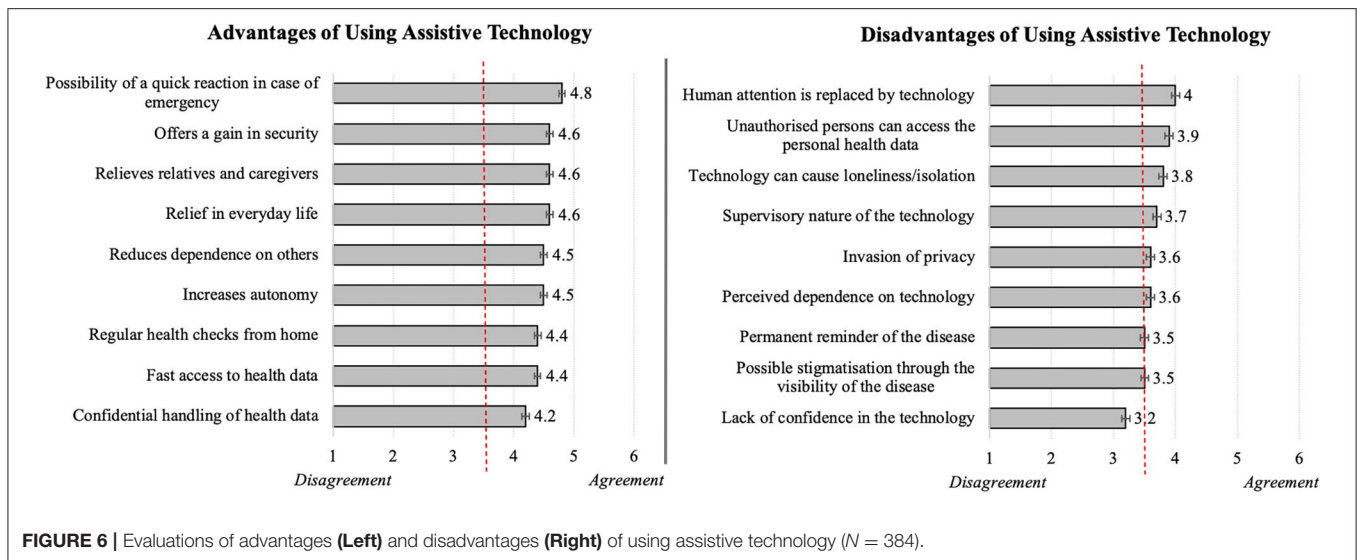 Advantages of Using Assistive Technology
Possibility of a quick reaction in case of
emergency
4.8
Offers a gain in security
4.6
Relieves relatives and caregivers
4.6
Relief in everyday life
4.6
Reduces dependence on others
4.5
Increases autonomy
4.5
Regular health checks from home
4.4
Fast access to health data
4.4
Confidential handling of health data
4.2
1 2 3 4 5 6
Disagreement Agreement
Disadvantages of Using Assistive Technology
Human attention is replaced by technology
4
Unauthorised persons can access the
personal health data
3.9
Technology can cause loneliness/isolation
3.8
Supervisory nature of the technology
3.7
Invasion of privacy
3.6
Perceived dependence on technology
3.6
Permanent reminder of the disease
3.5
Possible stigmatisation through the
visibility of the disease
3.5
Lack of confidence in the technology
3.2
1 2 3 4 5 6
Disagreement Agreement
FIGURE 6 | Evaluations of advantages (Left) and disadvantages (Right) of using assistive technology (N = 384).